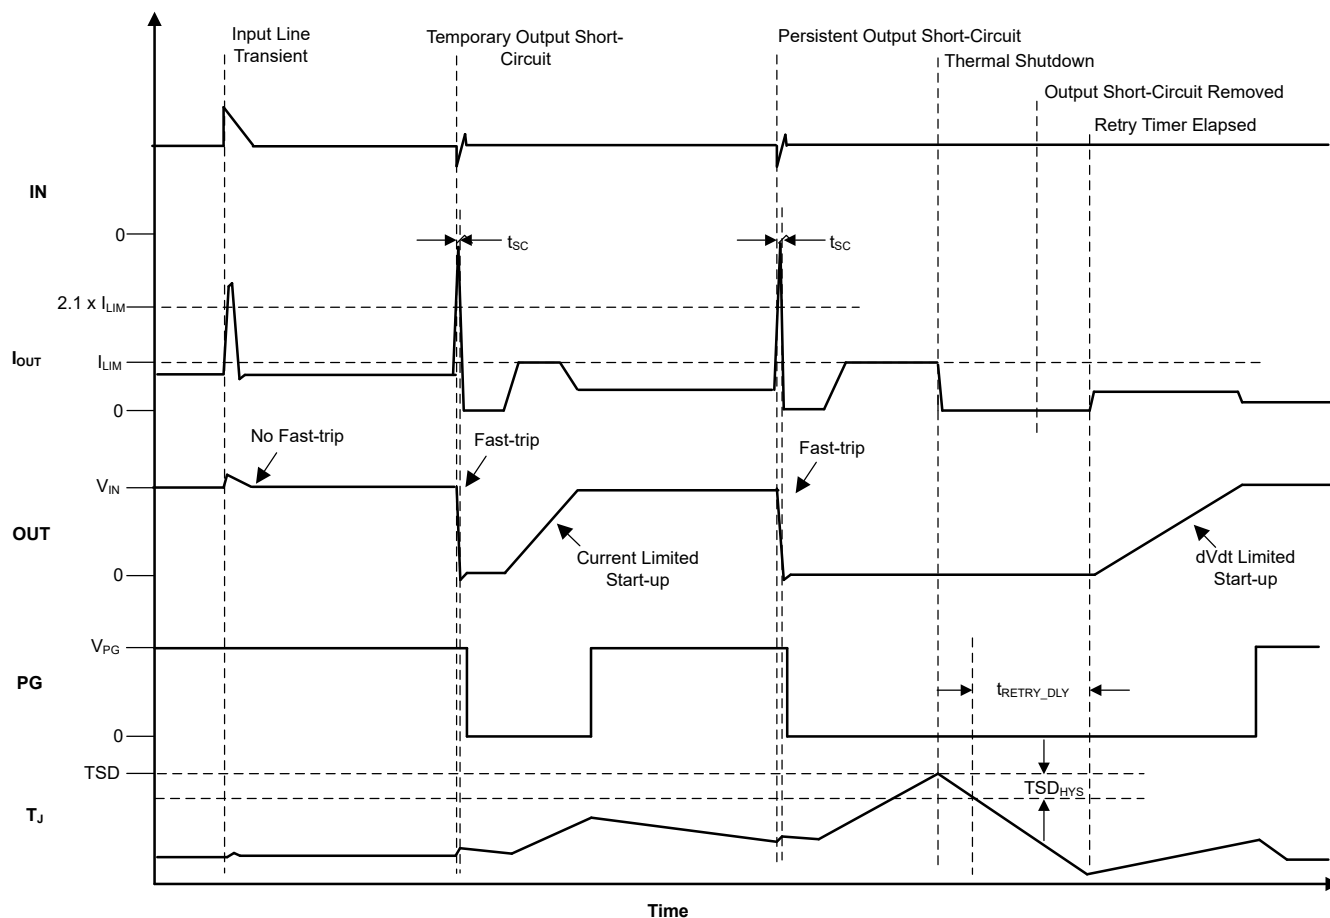 Input Line
Transient
Temporary Output Short-
Circuit
Persistent Output Short-Circuit
Thermal Shutdown
Output Short-Circuit Removed
Retry Timer Elapsed
IN
0
tSC
tSC
2.1 x ILIM
IOUT
ILIM
0
No Fast-trip
Fast-trip
Fast-trip
VIN
OUT
Current Limited
Start-up
dVdt Limited
Start-up
0
VPG
PG
tRETRY_DLY
0
TSD
TSDHYS
TJ
Time